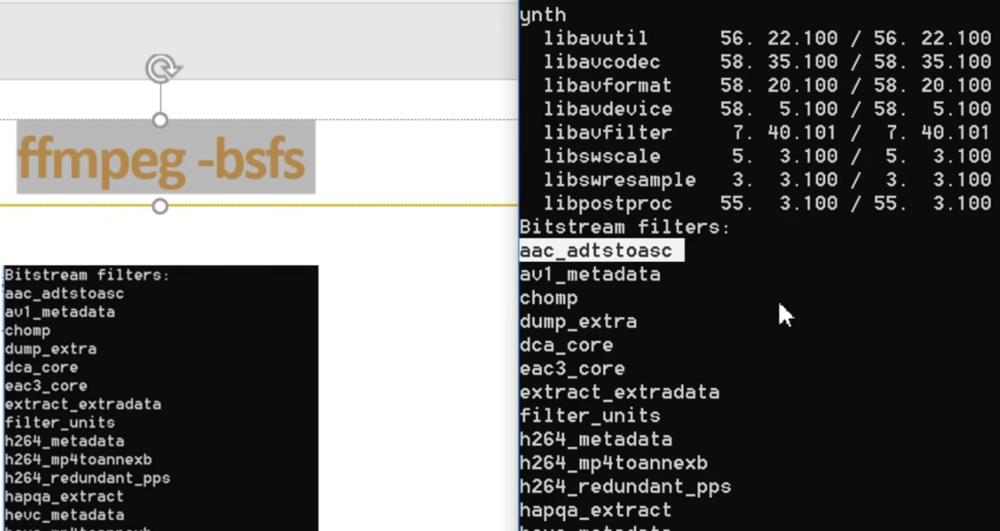 ffmpeg -bsfs
Bitstream filters:
aac_adtstoasc
av1_metadata
chomp
dump_extra
dca_core
eac3_core
extract_extradata
filter_units
h264_metadata
h264_mp4toannexb
h264_redundant_pps
hapqa_extract
hevc_metadata
ynth
libavutil 56. 22.100 / 56. 22.100
libavcodec 58. 35.100 / 58. 35.100
libavformat 58. 20.100 / 58. 20.100
libavdevice 58. 5.100 / 58. 5.100
libavfilter 7. 40.101 / 7. 40.101
libswscale 5. 3.100 / 5. 3.100
libswresample 3. 3.100 / 3. 3.100
libpostproc 55. 3.100 / 55. 3.100
Bitstream filters:
aac_adtstoasc
av1_metadata
chomp
dump_extra
dca_core
eac3_core
extract_extradata
filter_units
h264_metadata
h264_mp4toannexb
h264_redundant_pps
hapqa_extract